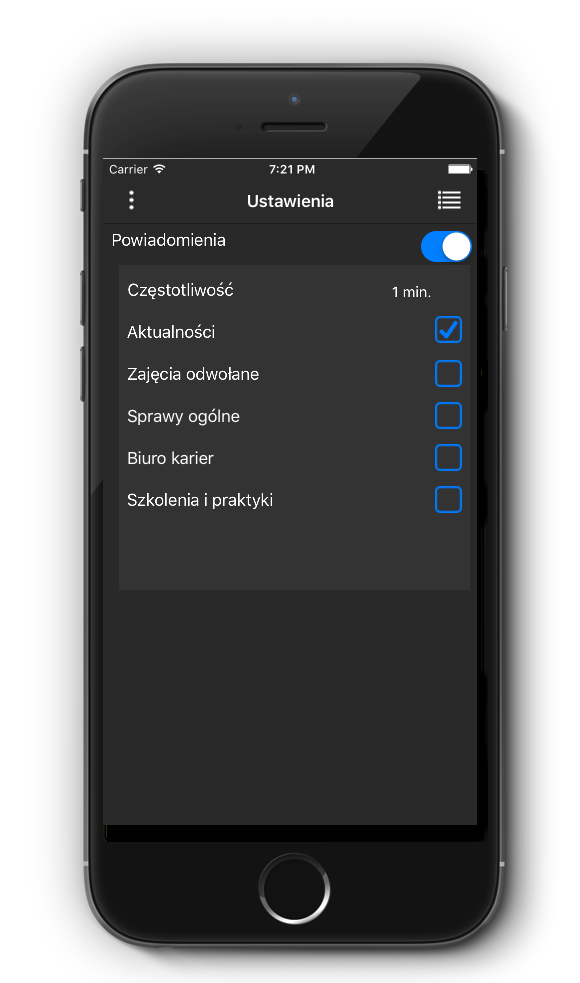 Carrier 7:21 PM
Ustawienia
Powiadomienia
Częstotliwość 1 min.
Aktualności
Zajęcia odwołane
Sprawy ogólne
Biuro karier
Szkolenia i praktyki